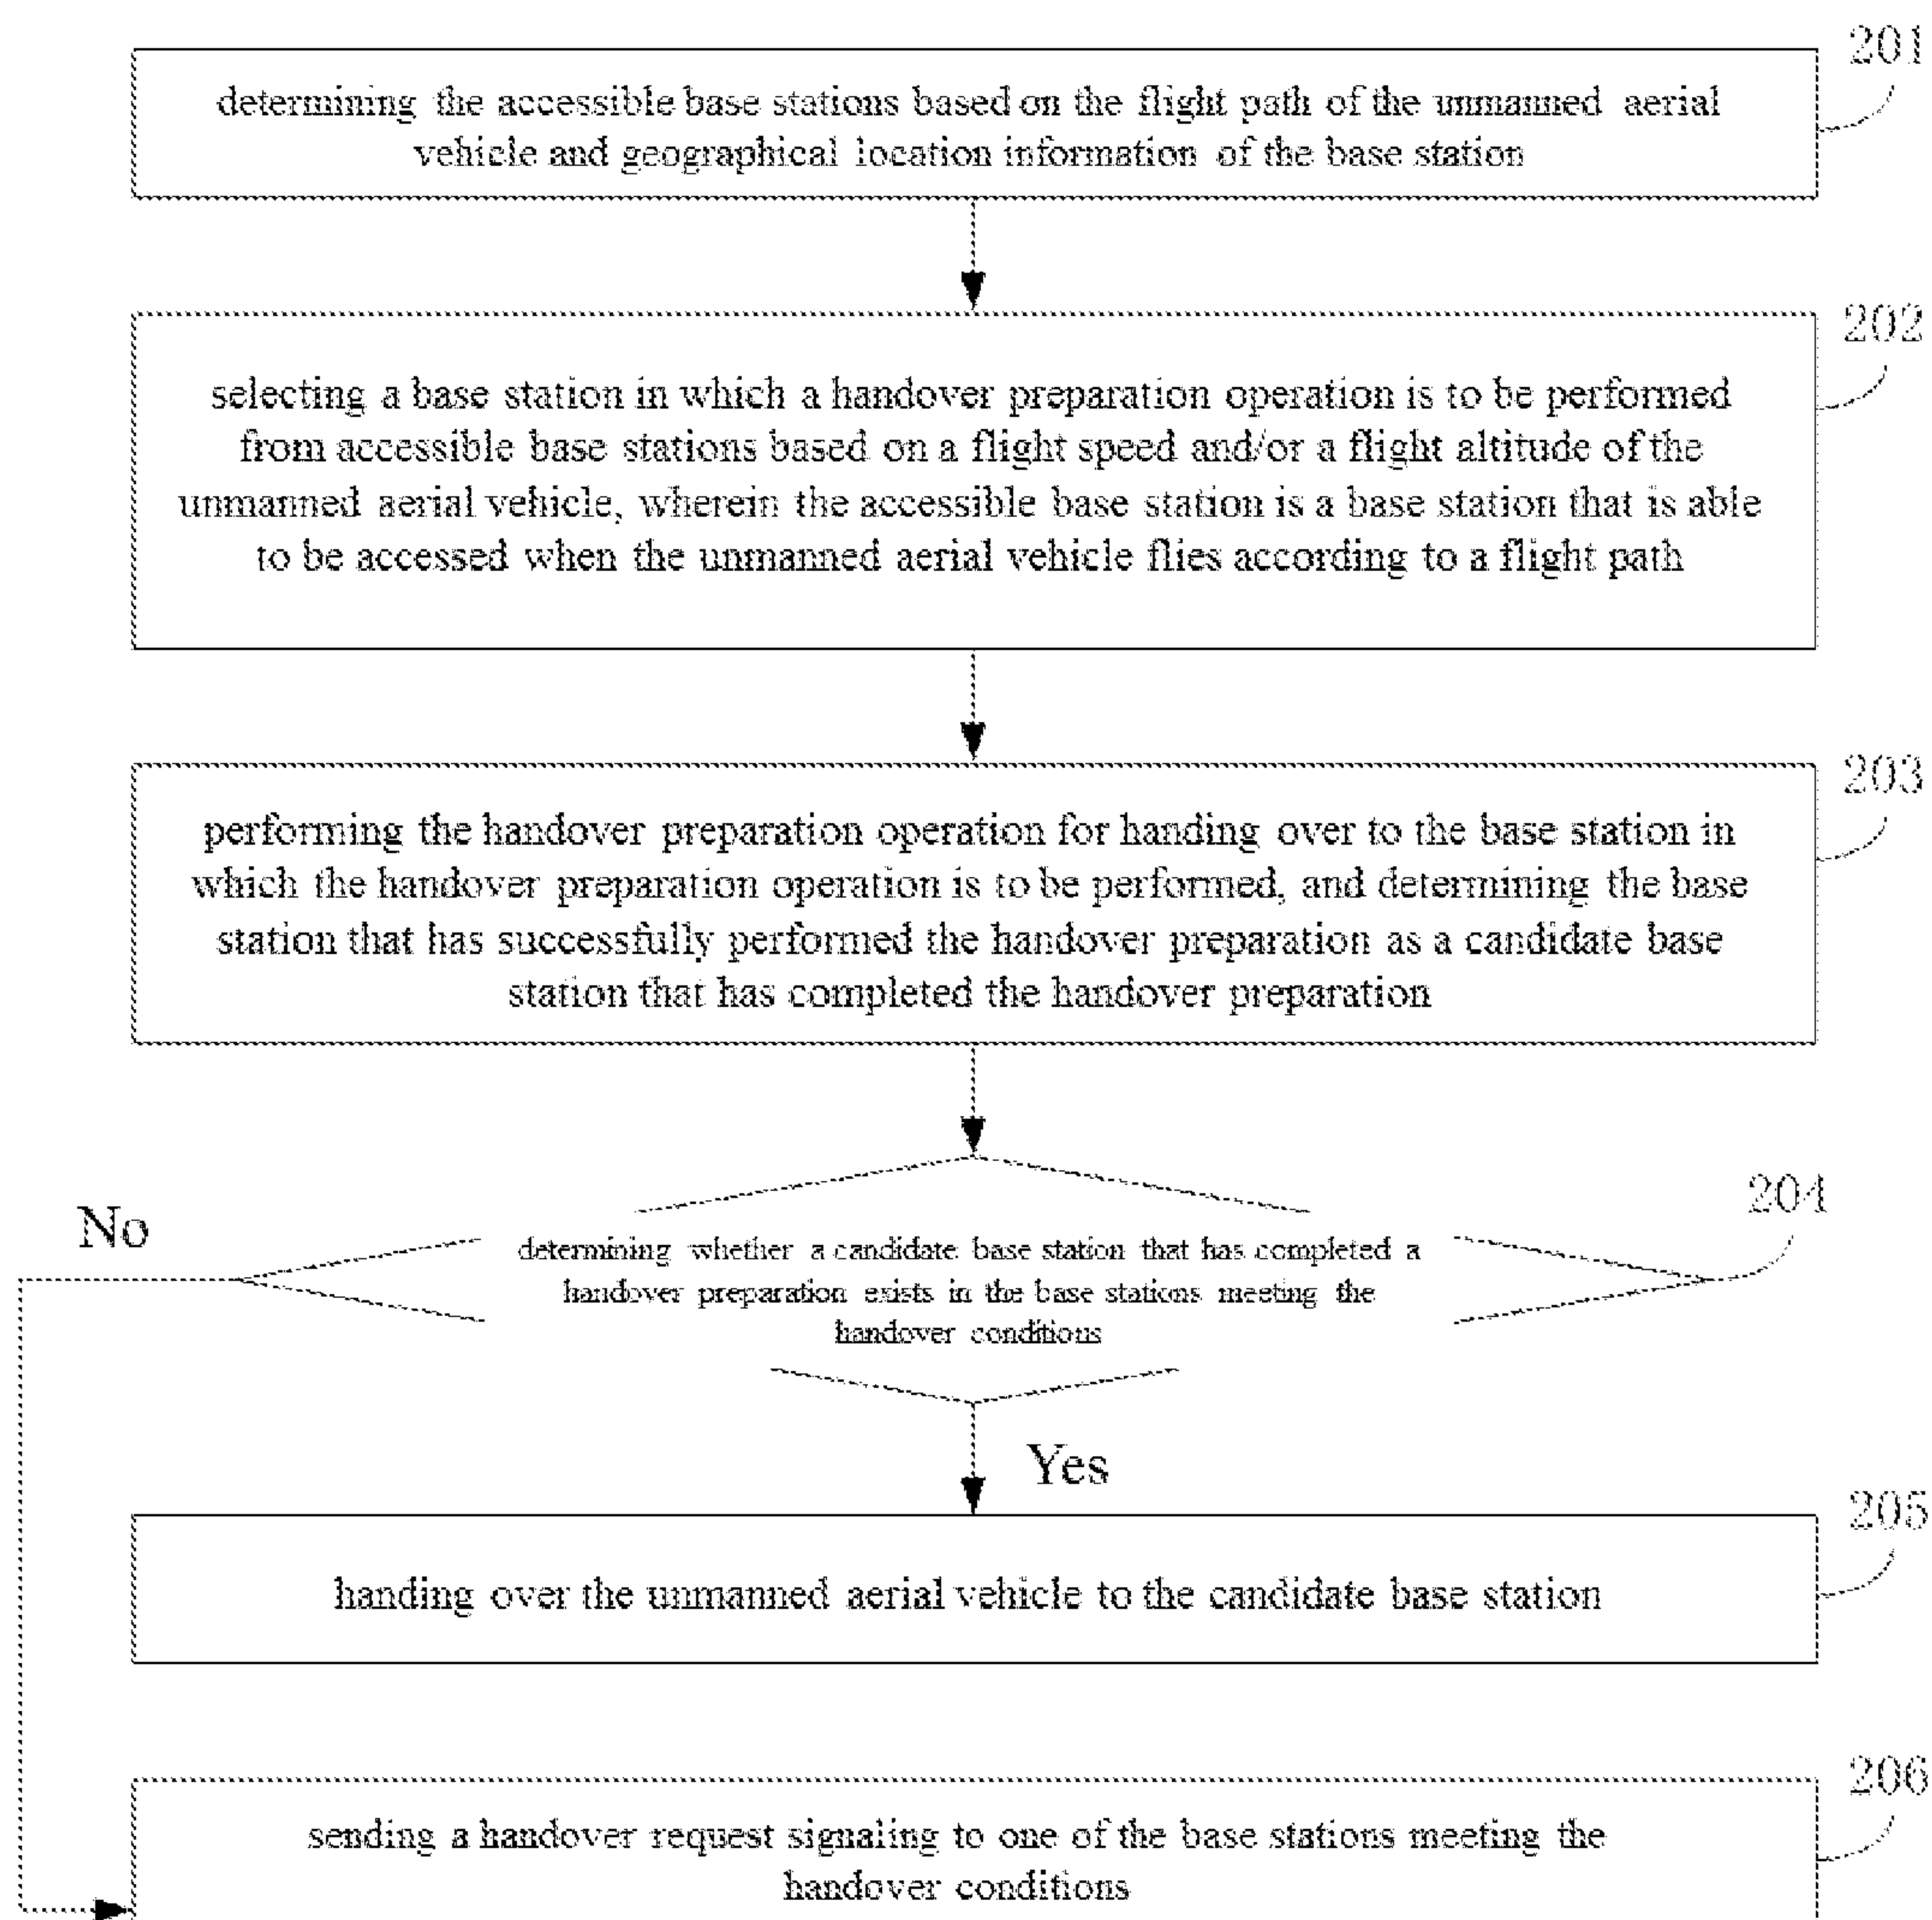 201
determining the accessible base stations based on the flight path of the unmanned aerial
vehicle and geographical location information of the base station
202
selecting a base station in which a handover preparation operation is to be performed
from accessible base stations based on a flight speed and/or a flight altitude of the
unmanned aerial vehicle, wherein the accessible base station is a base station that is able
to be accessed when the unmanned aerial vehicle flies according to a flight path
203
performing the handover preparation operation for handing over to the base station in
which the handover preparation operation is to be performed, and determining the base
station that has successfully performed the handover preparation as a candidate base
station that has completed the handover preparation
204
No
determining whether a candidate base station that has completed a
handover preparation exists in the base stations meeting the
handover conditions
Yes
205
handing over the unmanned aerial vehicle to the candidate base station
206
sending a handover request signaling to one of the base stations meeting the
handover conditions